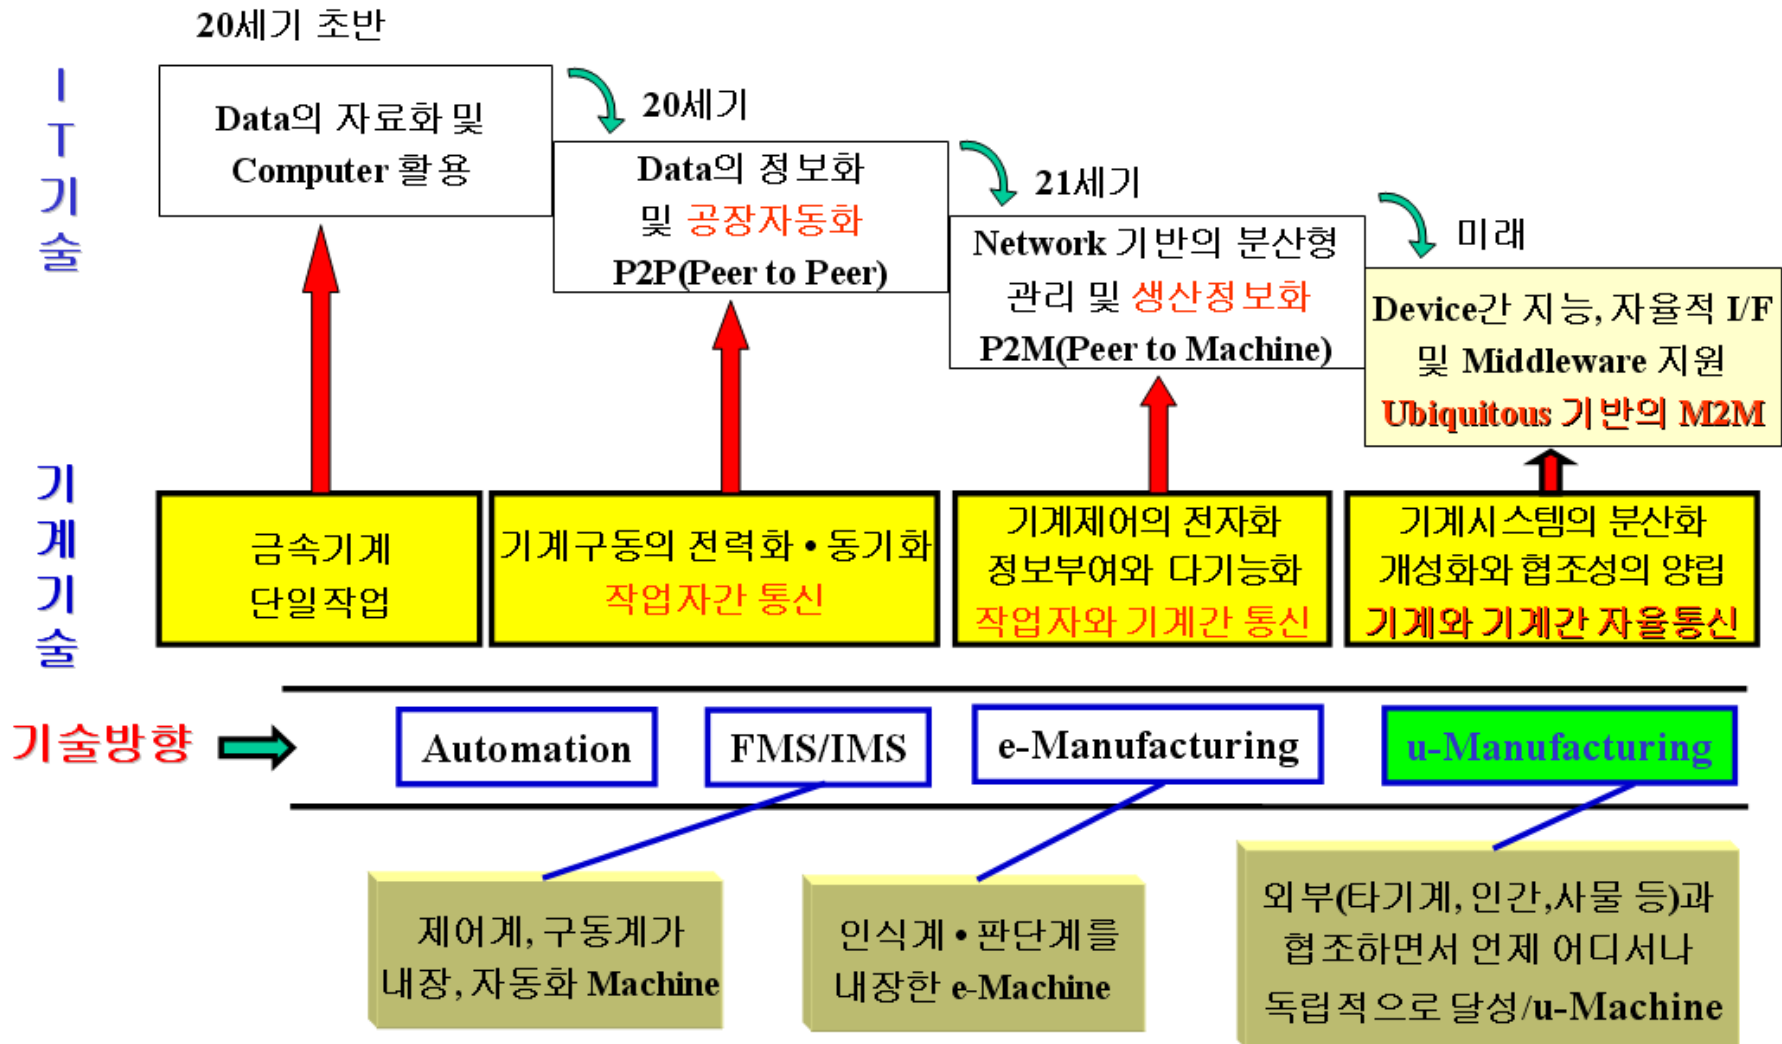 20세기 초반
IT기술
Data의 자료화 및
Computer 활용
20세기
Data의 정보화
및 공장자동화
P2P(Peer to Peer)
21세기
Network 기반의 분산형
관리 및 생산정보화
P2M(Peer to Machine)
미래
Device간 지능, 자율적 I/F
및 Middleware 지원
Ubiquitous 기반의 M2M
기계기술
금속기계
단일작업
기계구동의 전력화 • 동기화
작업자간 통신
기계제어의 전자화
정보부여와 다기능화
작업자와 기계간 통신
기계시스템의 분산화
개성화와 협조성의 양립
기계와 기계간 자율통신
기술방향
Automation
FMS/IMS
e-Manufacturing
u-Manufacturing
제어계, 구동계가
내장, 자동화 Machine
인식계 • 판단계를
내장한 e-Machine
외부(타기계, 인간,사물 등)과
협조하면서 언제 어디서나
독립적으로 달성/u-Machine